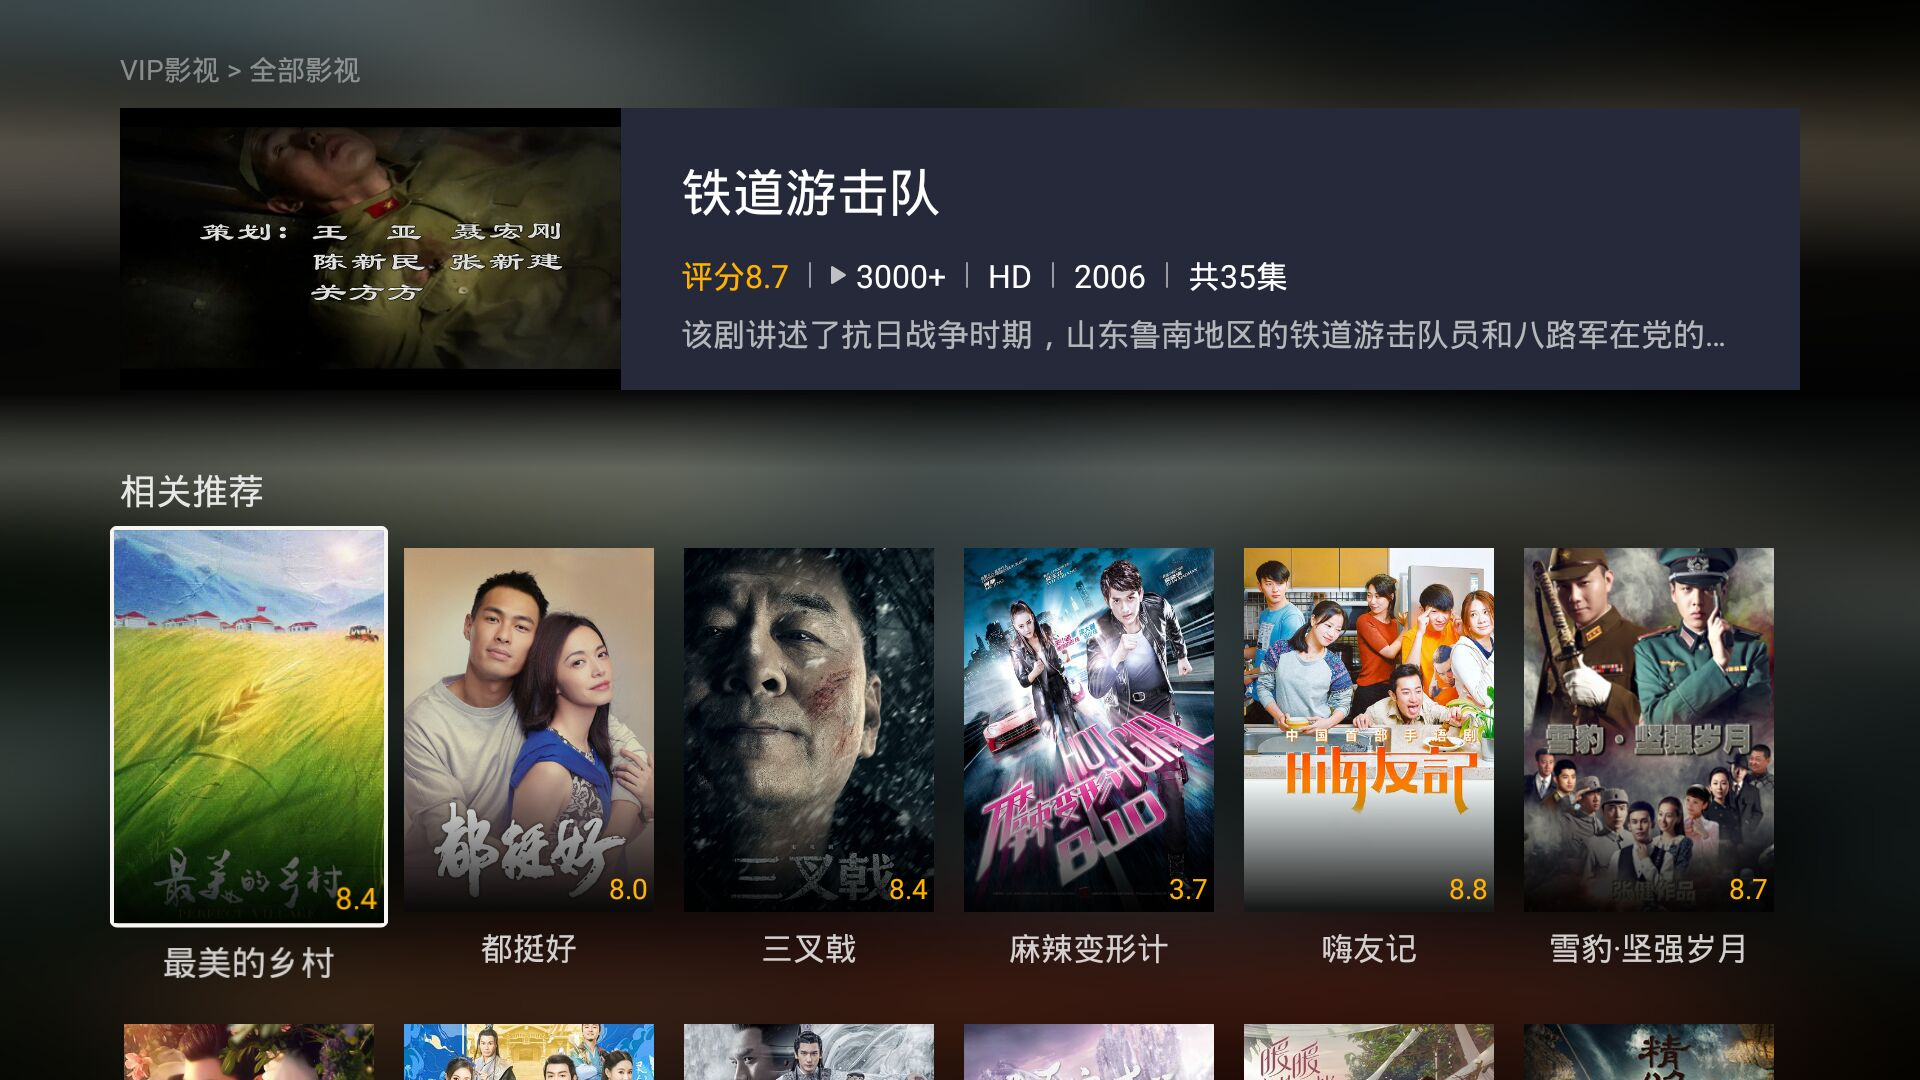 VIP影视 > 全部影视
策划：王 亚 聂宏刚
陈新民 张新建
关方方
铁道游击队
评分8.7 | 3000+ | HD | 2006 | 共35集
该剧讲述了抗日战争时期，山东鲁南地区的铁道游击队员和八路军在党的...
相关推荐
最美的乡村
PERFECT VILLAGE
8.4
都挺好
8.0
三叉戟
8.4
HOT GIRL
麻辣变形计
8.10
3.7
中国首部手语剧
嗨友记
8.8
雪豹·坚强岁月
张健作品
8.7
最美的乡村
都挺好
三叉戟
麻辣变形计
嗨友记
雪豹·坚强岁月
暖暖
精